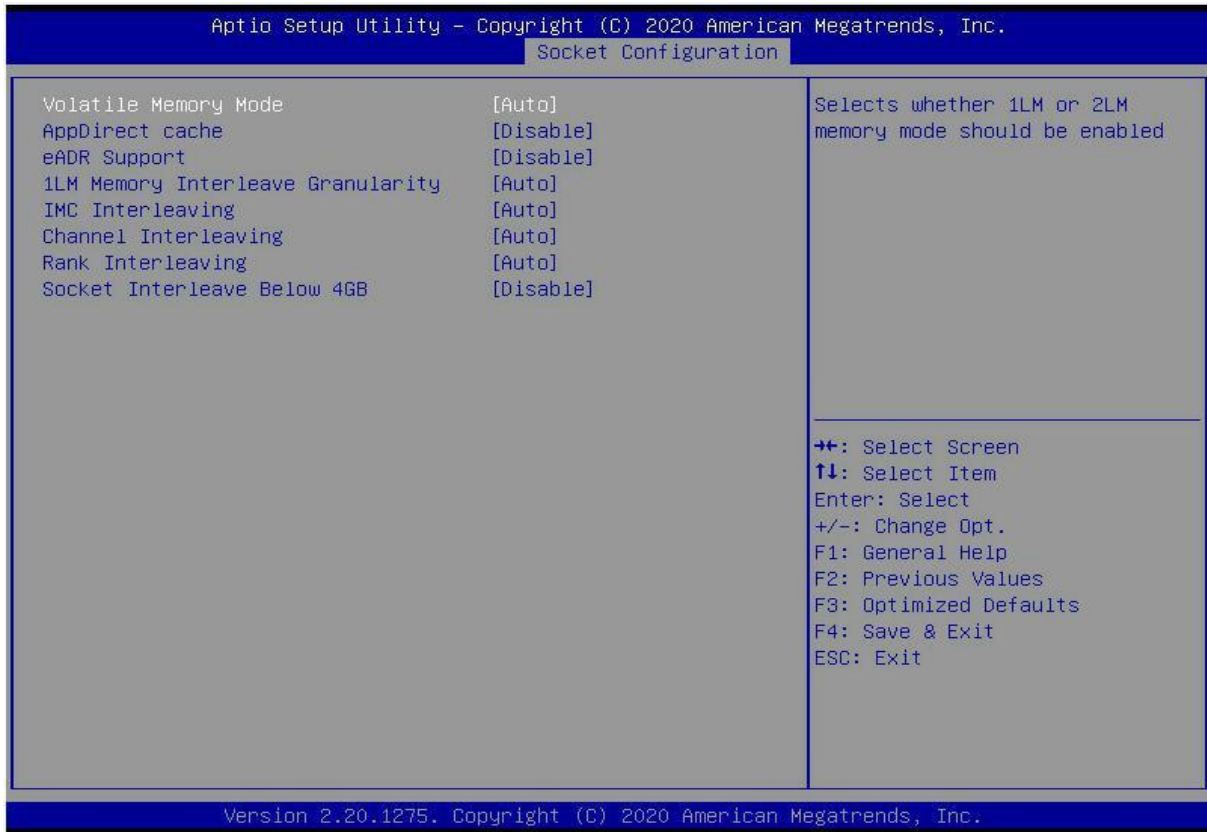 Aptio Setup Utility – Copyright (C) 2020 American Megatrends, Inc.
Socket Configuration
Volatile Memory Mode [Auto]
AppDirect cache [Disable]
eADR Support [Disable]
1LM Memory Interleave Granularity [Auto]
IMC Interleaving [Auto]
Channel Interleaving [Auto]
Rank Interleaving [Auto]
Socket Interleave Below 4GB [Disable]
Selects whether 1LM or 2LM
memory mode should be enabled
→←: Select Screen
↑↓: Select Item
Enter: Select
+/-: Change Opt.
F1: General Help
F2: Previous Values
F3: Optimized Defaults
F4: Save & Exit
ESC: Exit
Version 2.20.1275. Copyright (C) 2020 American Megatrends, Inc.